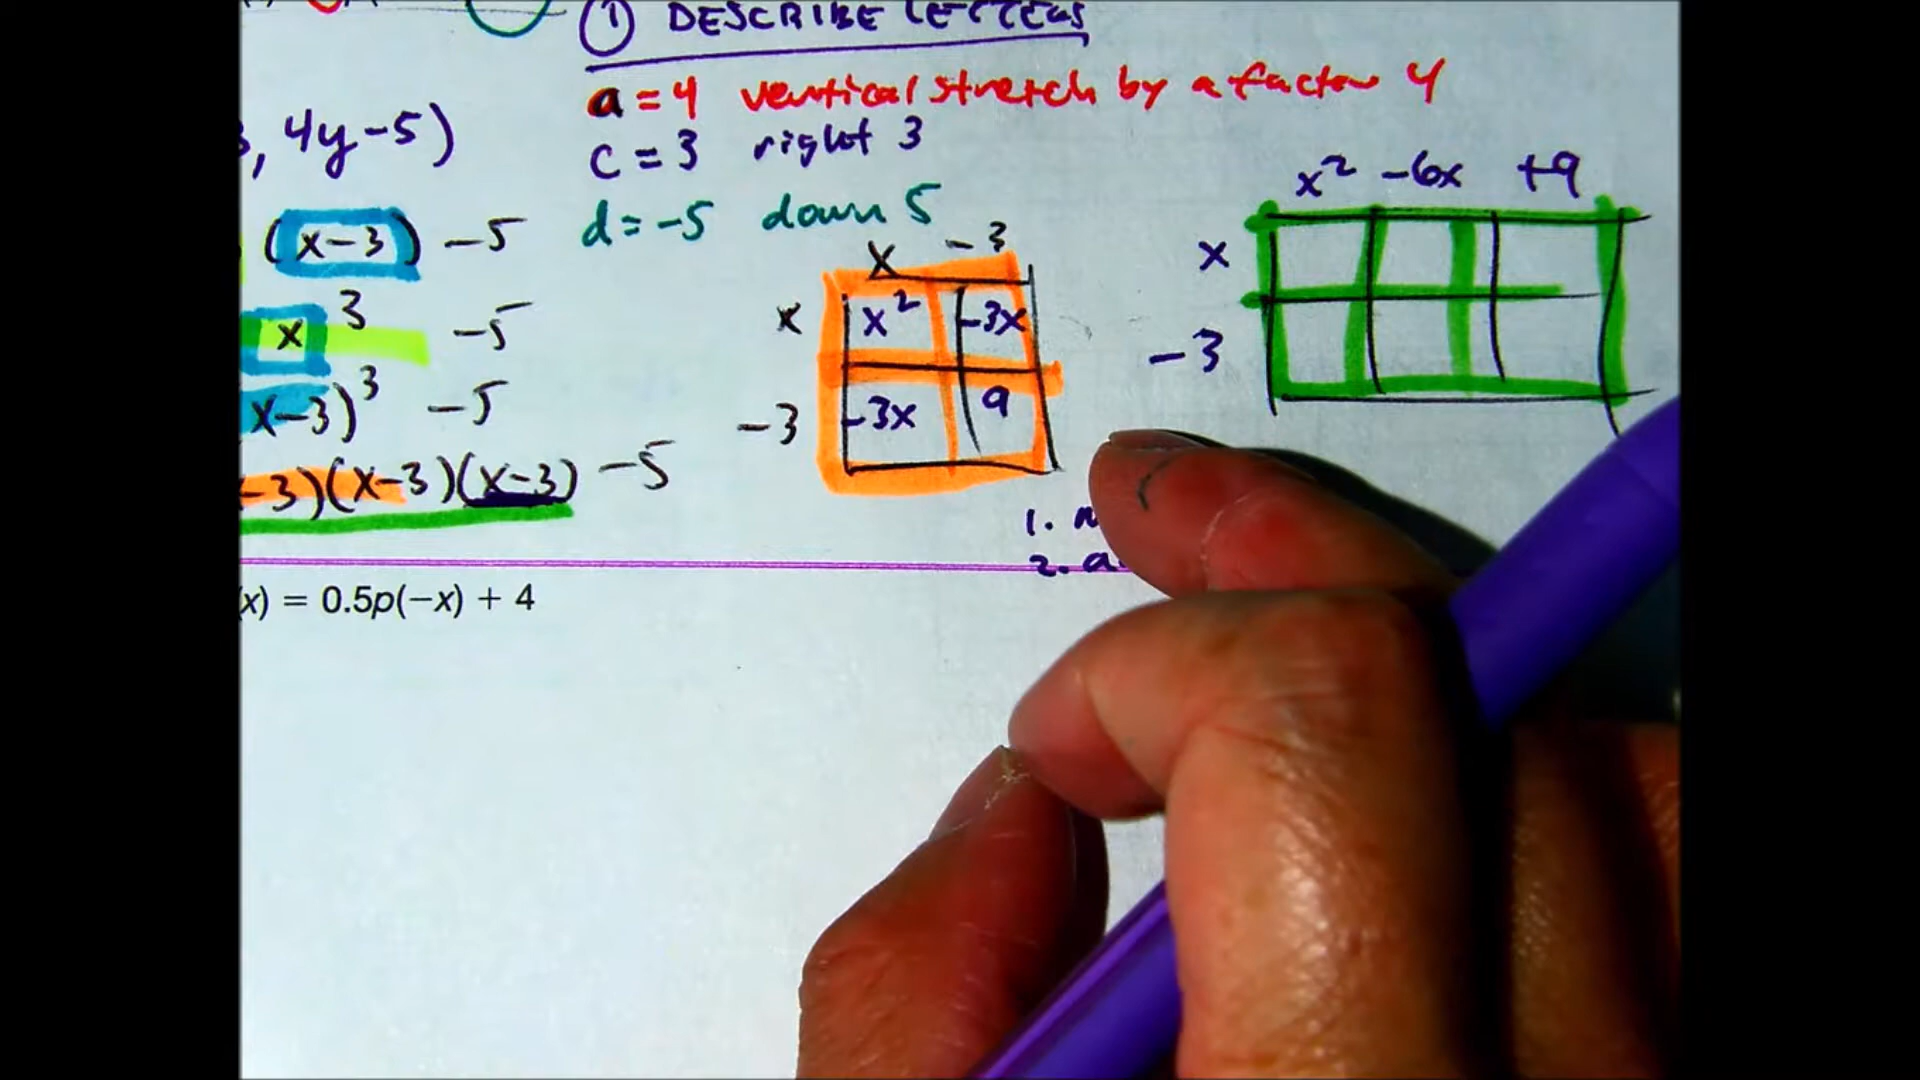 ① DESCRIBE LETTERS
a = 4 vertical stretch by a factor 4
, 4y-5)
c = 3 right 3
d = -5 down 5
(x-3) -5
x³ -5
x-3)³ -5
-3)(x-3)(x-3) -5
x -3
x x² -3x
-3 -3x 9
x² -6x +9
x
-3
1.
2.
(x) = 0.5p(−x) + 4